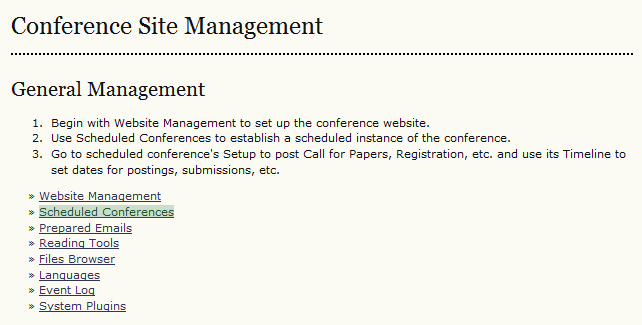 Conference Site Management
General Management
1. Begin with Website Management to set up the conference website.
2. Use Scheduled Conferences to establish a scheduled instance of the conference.
3. Go to scheduled conference's Setup to post Call for Papers, Registration, etc. and use its Timeline to
set dates for postings, submissions, etc.
» Website Management
» Scheduled Conferences
» Prepared Emails
» Reading Tools
» Files Browser
» Languages
» Event Log
» System Plugins